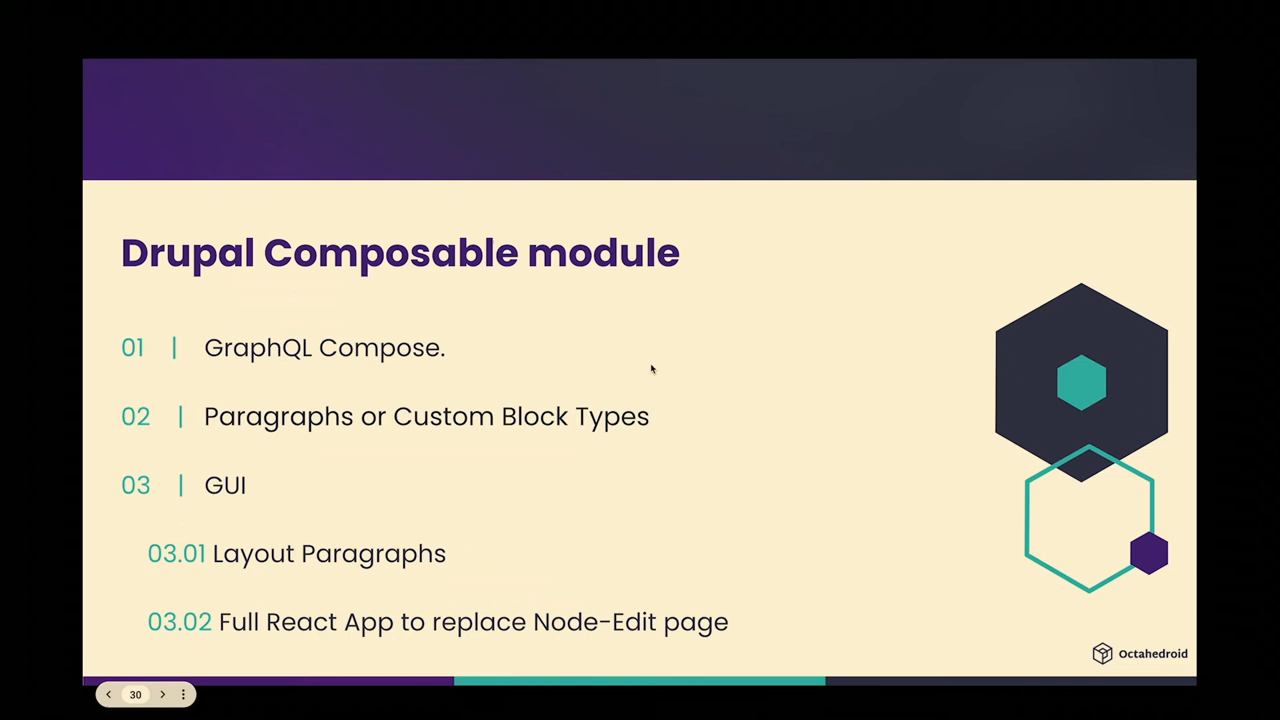 Drupal Composable module
01 | GraphQL Compose.
02 | Paragraphs or Custom Block Types
03 | GUI
03.01 Layout Paragraphs
03.02 Full React App to replace Node-Edit page
Octahedroid
30